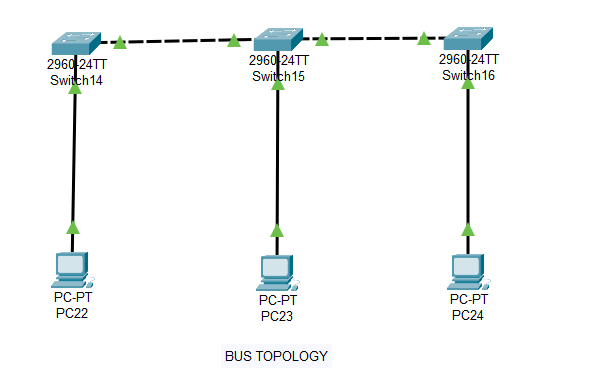 2960-24TT
Switch14
2960-24TT
Switch15
2960-24TT
Switch16
PC-PT
PC22
PC-PT
PC23
PC-PT
PC24
BUS TOPOLOGY